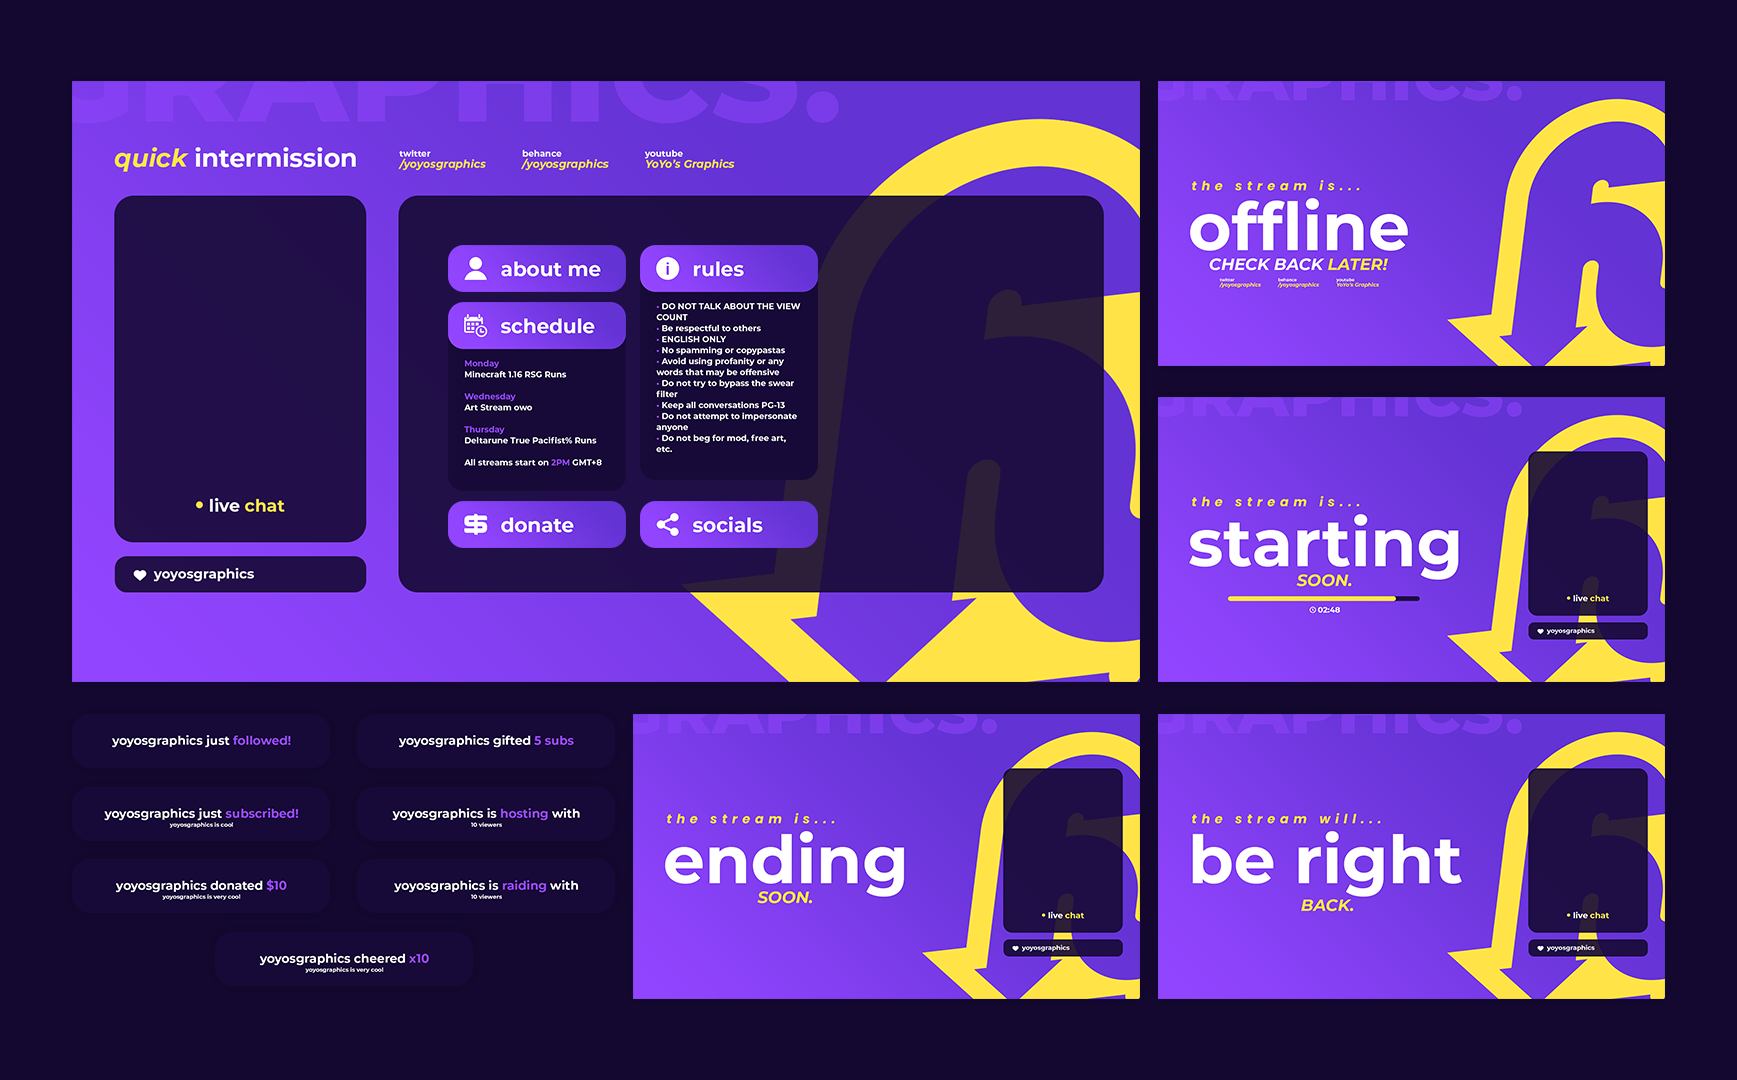 GRAPHICS.
quick intermission
twitter
/yoyosgraphics
behance
/yoyosgraphics
youtube
YoYo's Graphics
• live chat
yoyosgraphics
about me
schedule
Monday
Minecraft 1.16 RSG Runs
Wednesday
Art Stream owo
Thursday
Deltarune True Pacifist% Runs
All streams start on 2PM GMT+8
rules
• DO NOT TALK ABOUT THE VIEW
COUNT
• Be respectful to others
• ENGLISH ONLY
• No spamming or copypastas
• Avoid using profanity or any
words that may be offensive
• Do not try to bypass the swear
filter
• Keep all conversations PG-13
• Do not attempt to impersonate
anyone
• Do not beg for mod, free art,
etc.
donate
socials
GRAPHICS.
the stream is...
offline
CHECK BACK LATER!
twitter
/yoyosgraphics
behance
/yoyosgraphics
youtube
YoYo's Graphics
GRAPHICS.
the stream is...
starting
SOON.
02:48
• live chat
yoyosgraphics
yoyosgraphics just followed!
yoyosgraphics gifted 5 subs
yoyosgraphics just subscribed!
yoyosgraphics is cool
yoyosgraphics is hosting with
10 viewers
yoyosgraphics donated $10
yoyosgraphics is very cool
yoyosgraphics is raiding with
10 viewers
yoyosgraphics cheered x10
yoyosgraphics is very cool
GRAPHICS.
the stream is...
ending
SOON.
• live chat
yoyosgraphics
GRAPHICS.
the stream will...
be right
BACK.
• live chat
yoyosgraphics